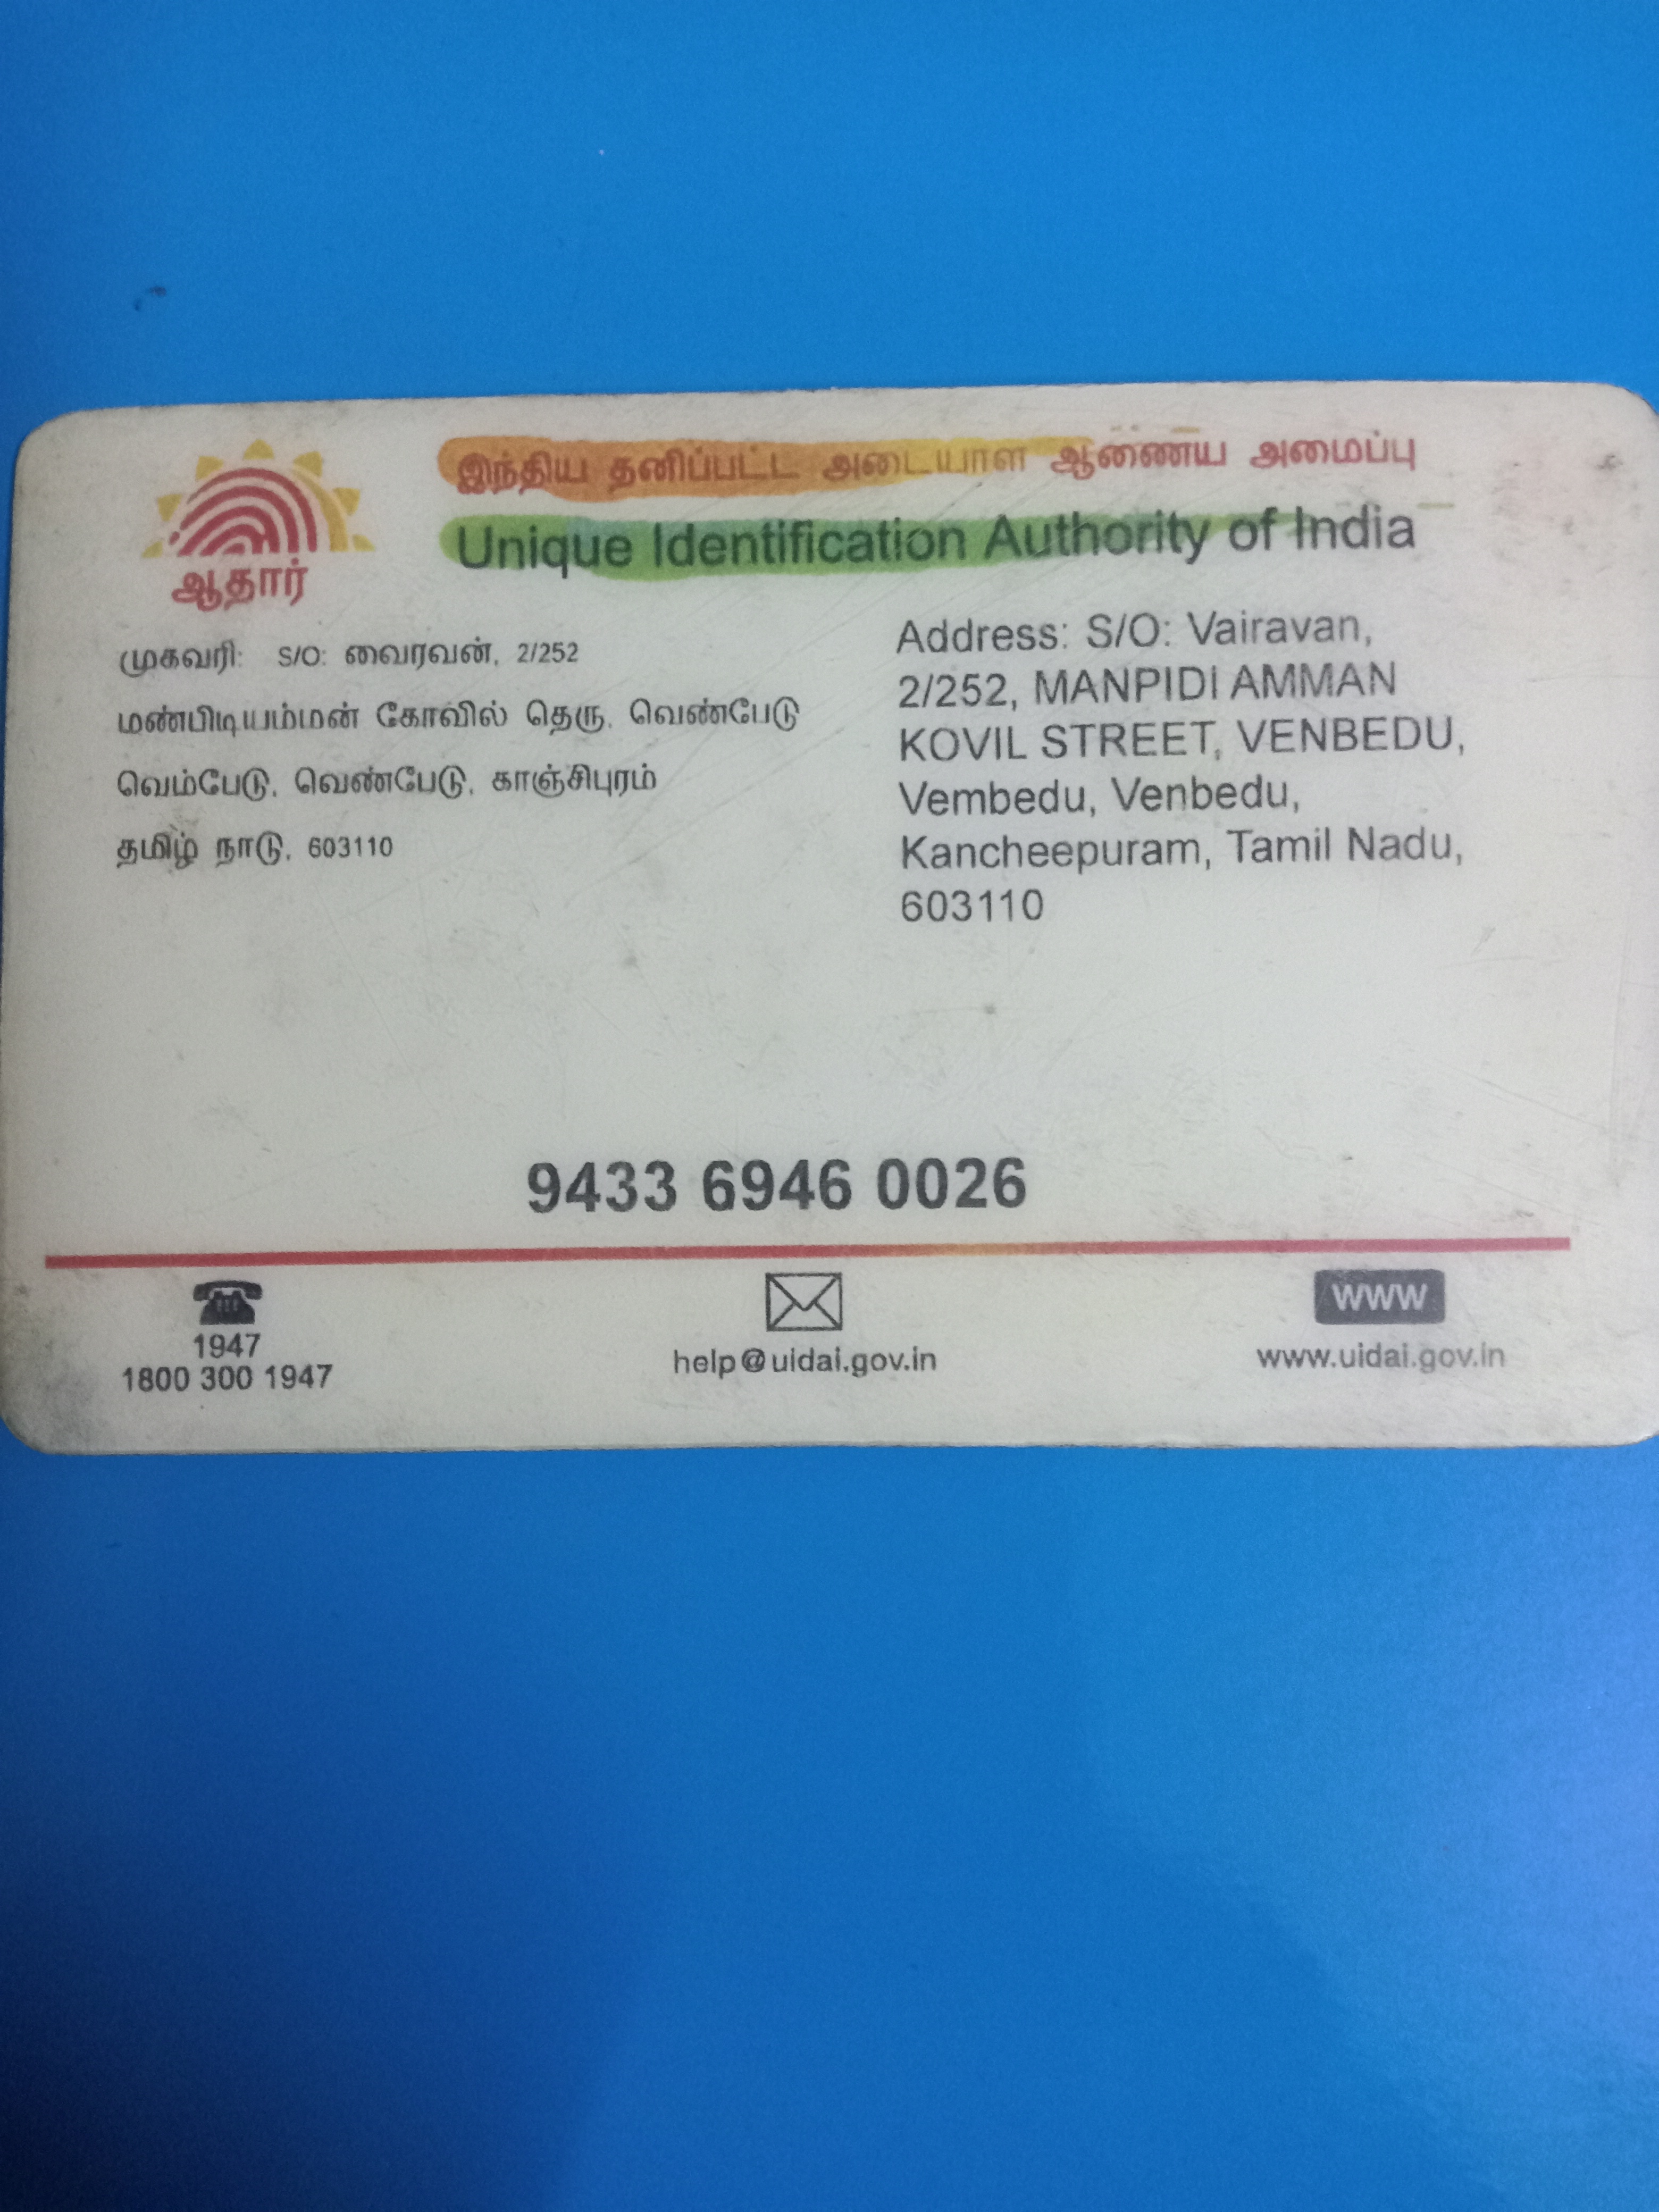 ஆதார்
இந்திய தனிப்பட்ட அடையாள ஆணைய அமைப்பு
Unique Identification Authority of India
முகவரி: S/O: வைரவன், 2/252
மண்பிடியம்மன் கோவில் தெரு, வெண்பேடு
வெம்பேடு, வெண்பேடு, காஞ்சிபுரம்
தமிழ் நாடு, 603110
Address: S/O: Vairavan,
2/252, MANPIDI AMMAN
KOVIL STREET, VENBEDU,
Vembedu, Venbedu,
Kancheepuram, Tamil Nadu,
603110
9433 6946 0026
1947
1800 300 1947
help@uidai.gov.in
WWW
www.uidai.gov.in